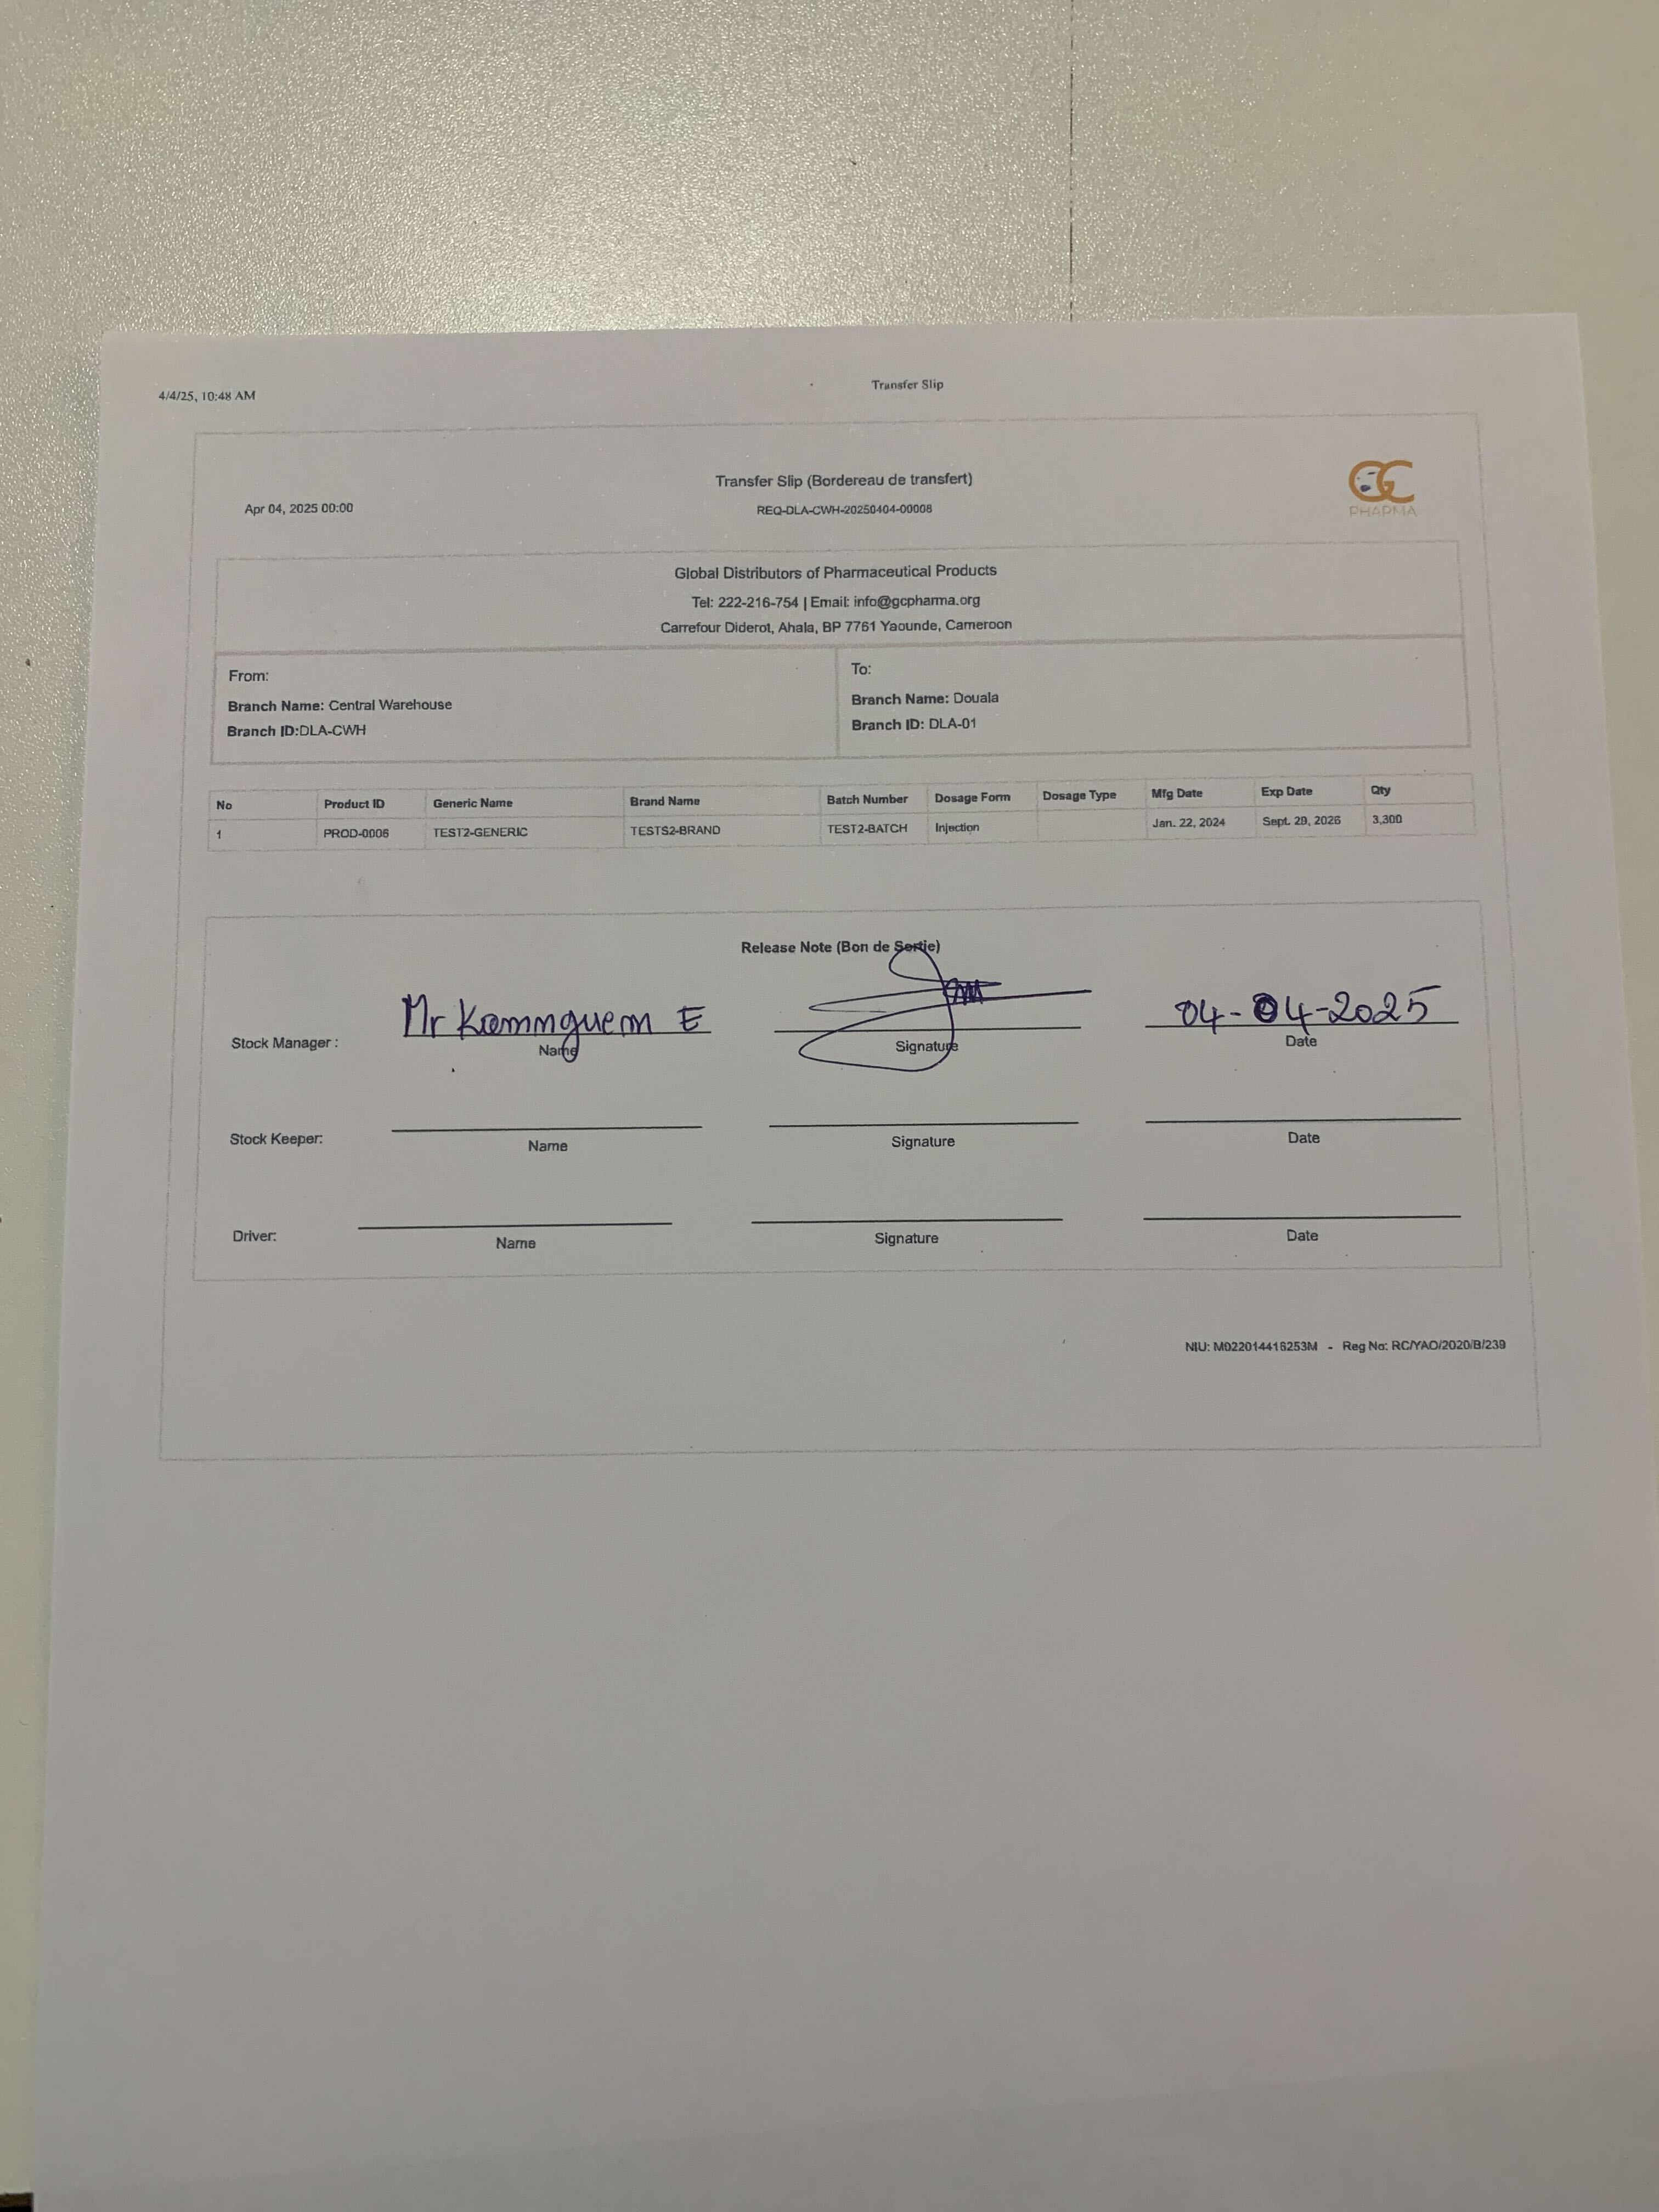 4/4/25, 10:48 AM Transfer Slip
Transfer Slip (Bordereau de transfert)
Apr 04, 2025 00:00 REQ-DLA-CWH-20250404-00008
GC PHARMA
Global Distributors of Pharmaceutical Products
Tel: 222-216-754 | Email: info@gcpharma.org
Carrefour Diderot, Ahala, BP 7761 Yaounde, Cameroon
From: To:
Branch Name: Central Warehouse Branch Name: Douala
Branch ID:DLA-CWH Branch ID: DLA-01
No Product ID Generic Name Brand Name Batch Number Dosage Form Dosage Type Mfg Date Exp Date Qty
1 PROD-0006 TEST2-GENERIC TESTS2-BRAND TEST2-BATCH Injection Jan. 22, 2024 Sept. 29, 2026 3,300
Release Note (Bon de Sortie)
Stock Manager : Mr Kamnguem E 04-04-2025
Name Signature Date
Stock Keeper:
Name Signature Date
Driver:
Name Signature Date
NIU: M022014416253M - Reg No: RC/YAO/2020/B/239